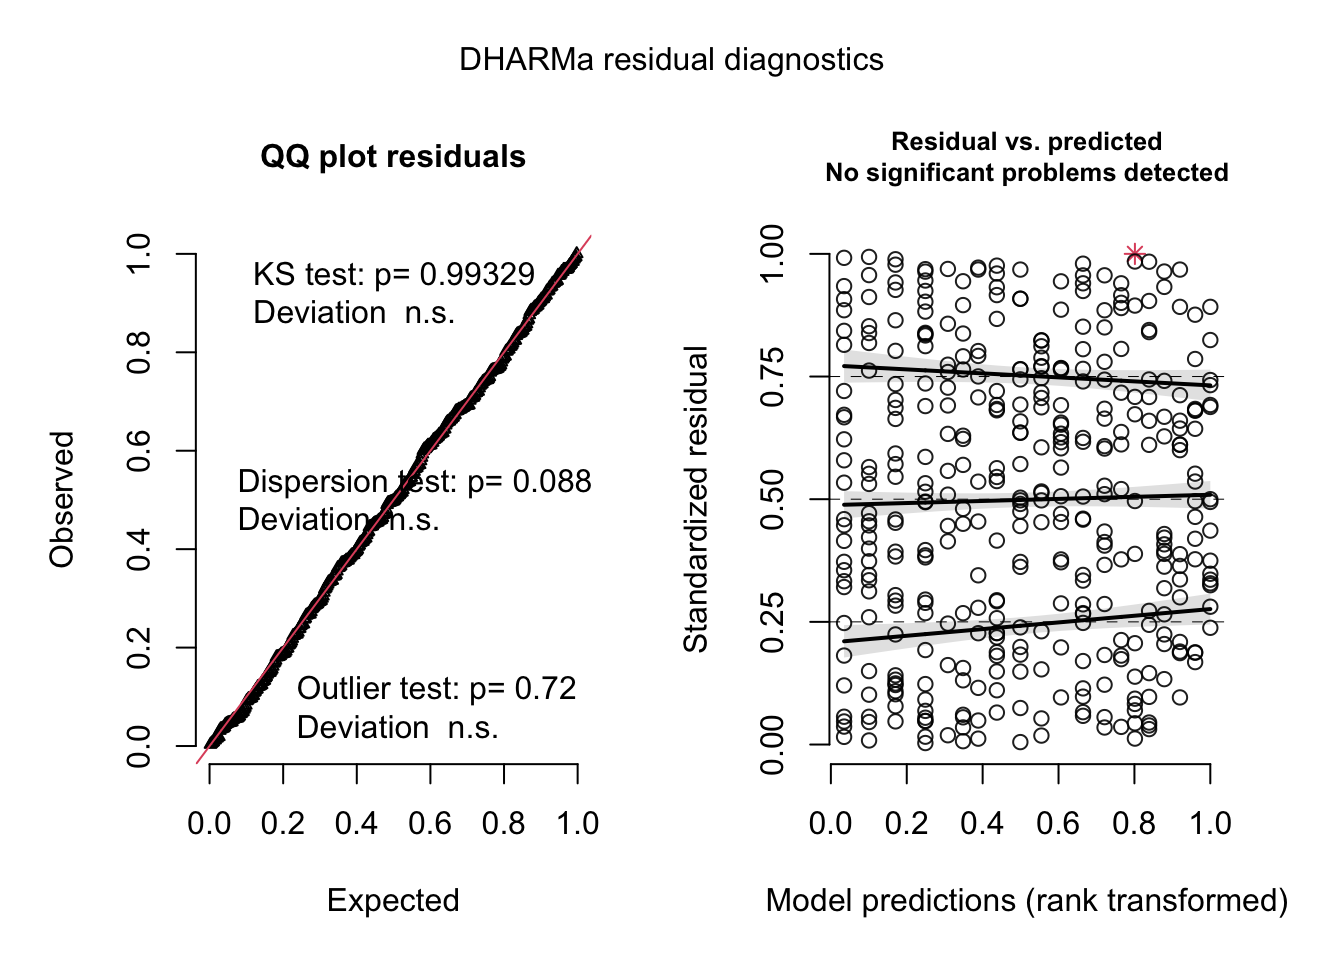 DHARMa residual diagnostics
QQ plot residuals
KS test: p= 0.99329
Deviation  n.s.
Dispersion test: p= 0.088
Deviation  n.s.
Outlier test: p= 0.72
Deviation  n.s.
Observed
0.0 0.2 0.4 0.6 0.8 1.0
0.0 0.2 0.4 0.6 0.8 1.0
Expected
Residual vs. predicted
No significant problems detected
Standardized residual
0.00 0.25 0.50 0.75 1.00
0.0 0.2 0.4 0.6 0.8 1.0
Model predictions (rank transformed)